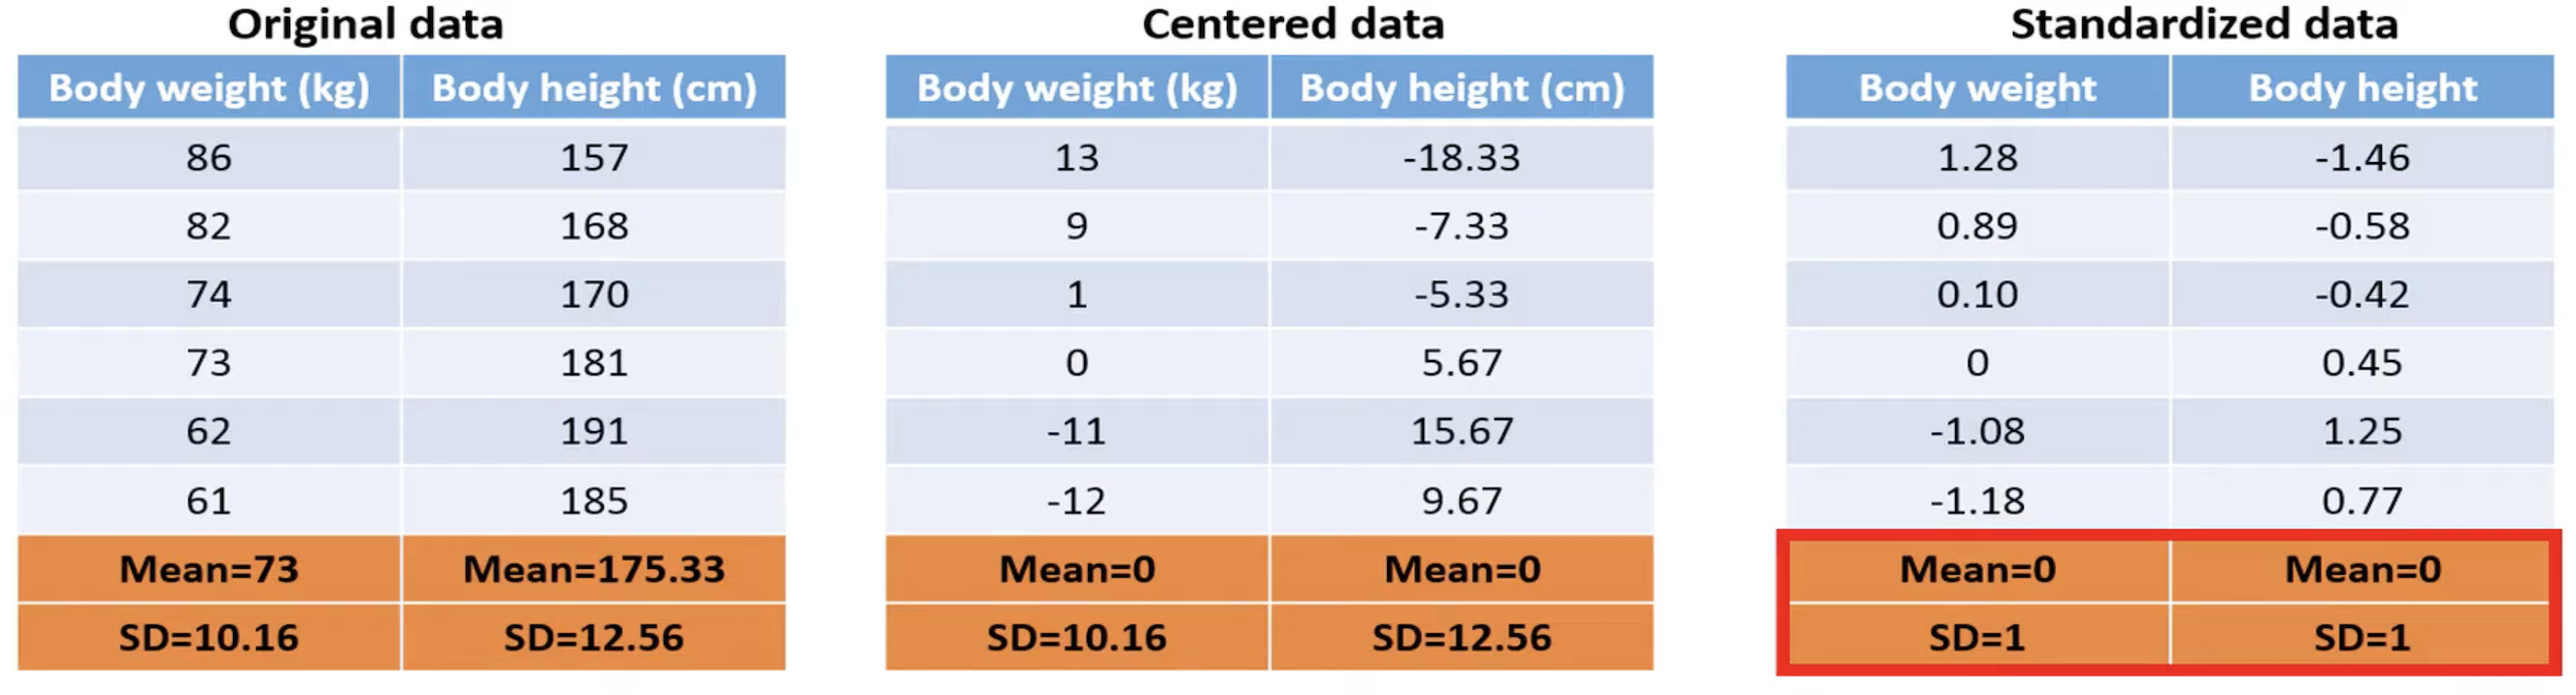 Original data
Body weight (kg) Body height (cm)
86 157
82 168
74 170
73 181
62 191
61 185
Mean=73 Mean=175.33
SD=10.16 SD=12.56
Centered data
Body weight (kg) Body height (cm)
13 -18.33
9 -7.33
1 -5.33
0 5.67
-11 15.67
-12 9.67
Mean=0 Mean=0
SD=10.16 SD=12.56
Standardized data
Body weight Body height
1.28 -1.46
0.89 -0.58
0.10 -0.42
0 0.45
-1.08 1.25
-1.18 0.77
Mean=0 Mean=0
SD=1 SD=1